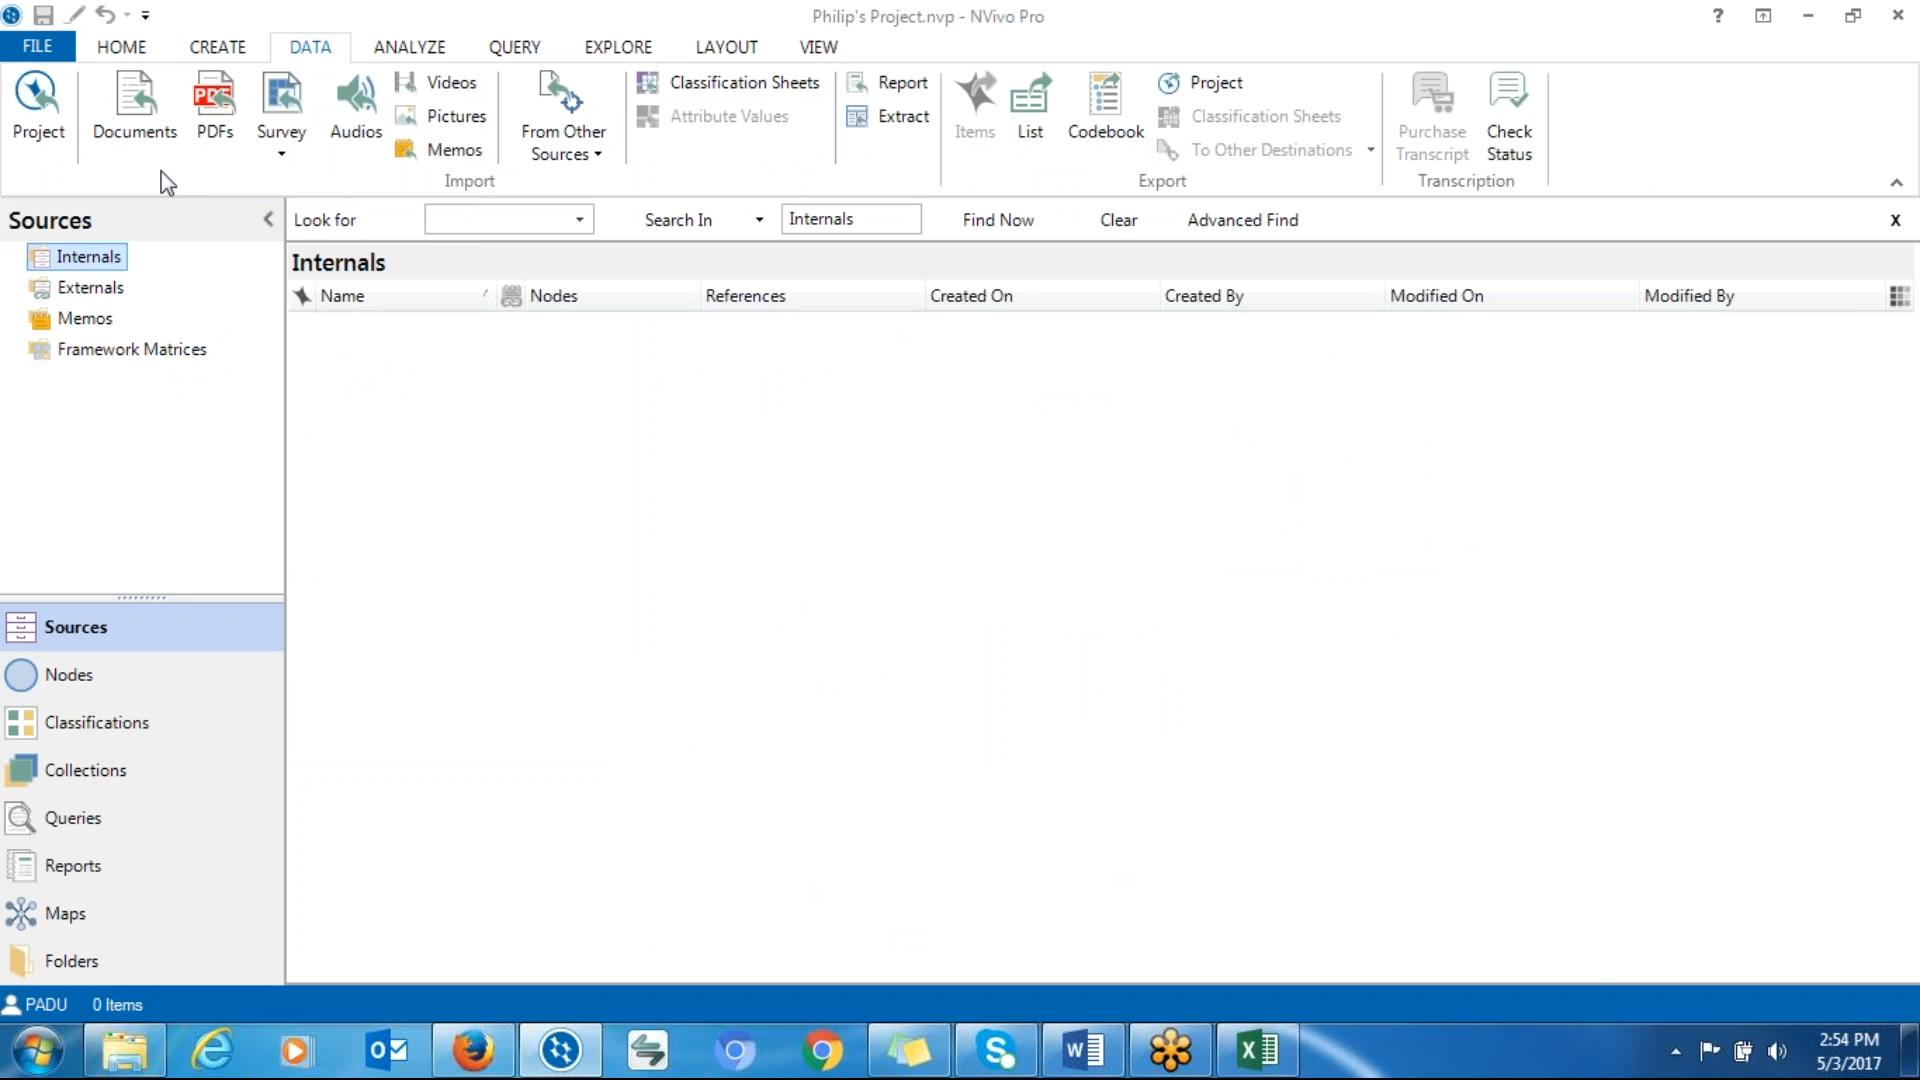 Philip's Project.nvp - NVivo Pro
?
FILE HOME CREATE DATA ANALYZE QUERY EXPLORE LAYOUT VIEW
Project
Documents
PDF
PDFs
Survey
Audios
Videos
Pictures
Memos
From Other
Sources
Classification Sheets
Attribute Values
Report
Extract
Items
List
Codebook
Project
Classification Sheets
To Other Destinations
Purchase
Transcript
Check
Status
Import
Export
Transcription
Sources
Look for Search In Internals Find Now Clear Advanced Find x
Internals
Externals
Memos
Framework Matrices
Internals
Name Nodes References Created On Created By Modified On Modified By
Sources
Nodes
Classifications
Collections
Queries
Reports
Maps
Folders
PADU 0 Items
2:54 PM
5/3/2017